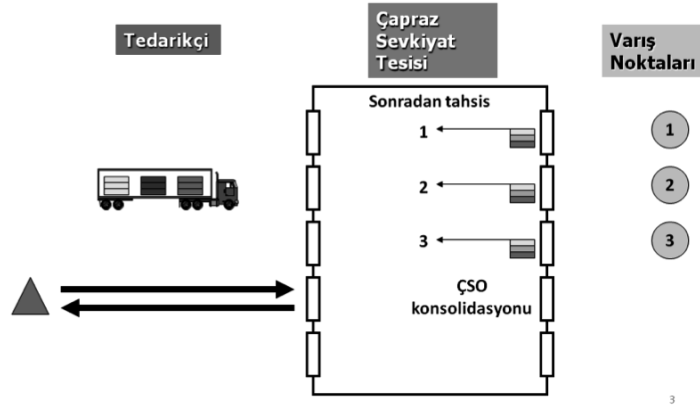 Tedarikçi
Çapraz
Sevkiyat
Tesisi
Varış
Noktaları
Sonradan tahsis
1
2
3
ÇSO
konsolidasyonu
1
2
3
3